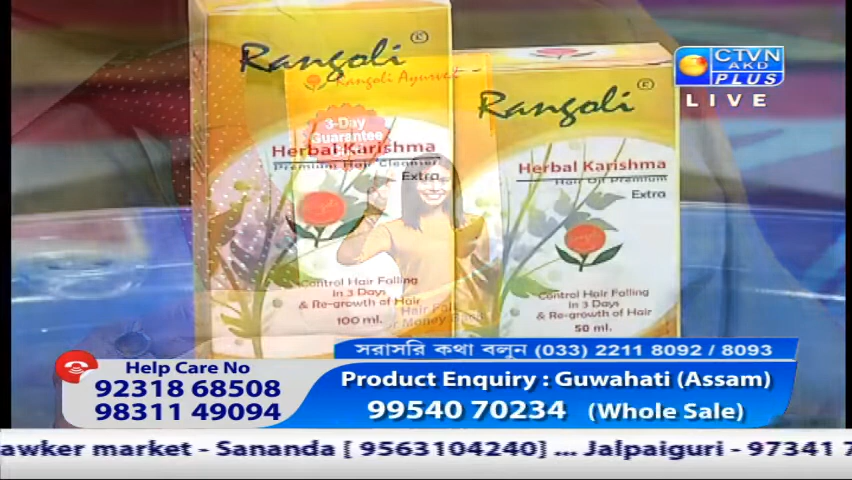 Rangoli ®
Rangoli Ayurved
3-Day
Guarantee
Herbal Karishma
Premium Hair Cleanser
Extra
Control Hair Falling
in 3 Days
& Re-growth of Hair
100 ml.
Rangoli ®
Herbal Karishma
Hair Oil Premium
Extra
Control Hair Falling
in 3 Days
& Re-growth of Hair
50 ml.
CTVN
AKD
PLUS
LIVE
সরাসরি কথা বলুন (033) 2211 8092 / 8093
Help Care No
92318 68508
98311 49094
Product Enquiry : Guwahati (Assam)
99540 70234 (Whole Sale)
awker market - Sananda [ 9563104240] ... Jalpaiguri - 97341 7